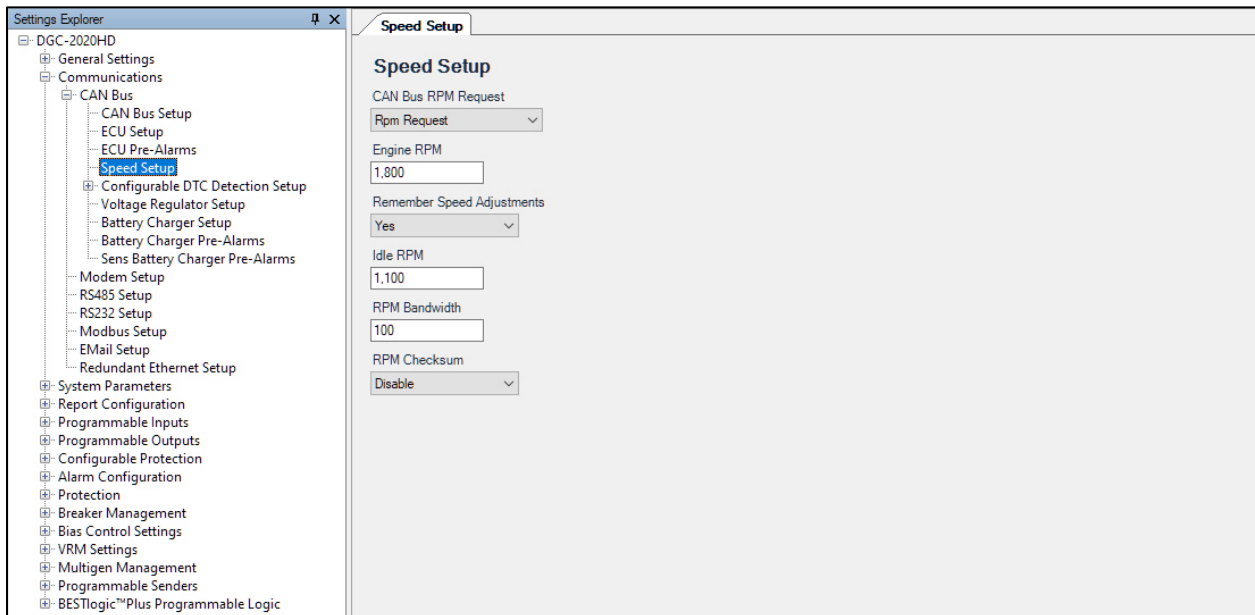 Settings Explorer
DGC-2020HD
General Settings
Communications
CAN Bus
CAN Bus Setup
ECU Setup
ECU Pre-Alarms
Speed Setup
Configurable DTC Detection Setup
Voltage Regulator Setup
Battery Charger Setup
Battery Charger Pre-Alarms
Sens Battery Charger Pre-Alarms
Modem Setup
RS485 Setup
RS232 Setup
Modbus Setup
EMail Setup
Redundant Ethernet Setup
System Parameters
Report Configuration
Programmable Inputs
Programmable Outputs
Configurable Protection
Alarm Configuration
Protection
Breaker Management
Bias Control Settings
VRM Settings
Multigen Management
Programmable Senders
BESTlogic™Plus Programmable Logic
Speed Setup
Speed Setup
CAN Bus RPM Request
Rpm Request
Engine RPM
1,800
Remember Speed Adjustments
Yes
Idle RPM
1,100
RPM Bandwidth
100
RPM Checksum
Disable